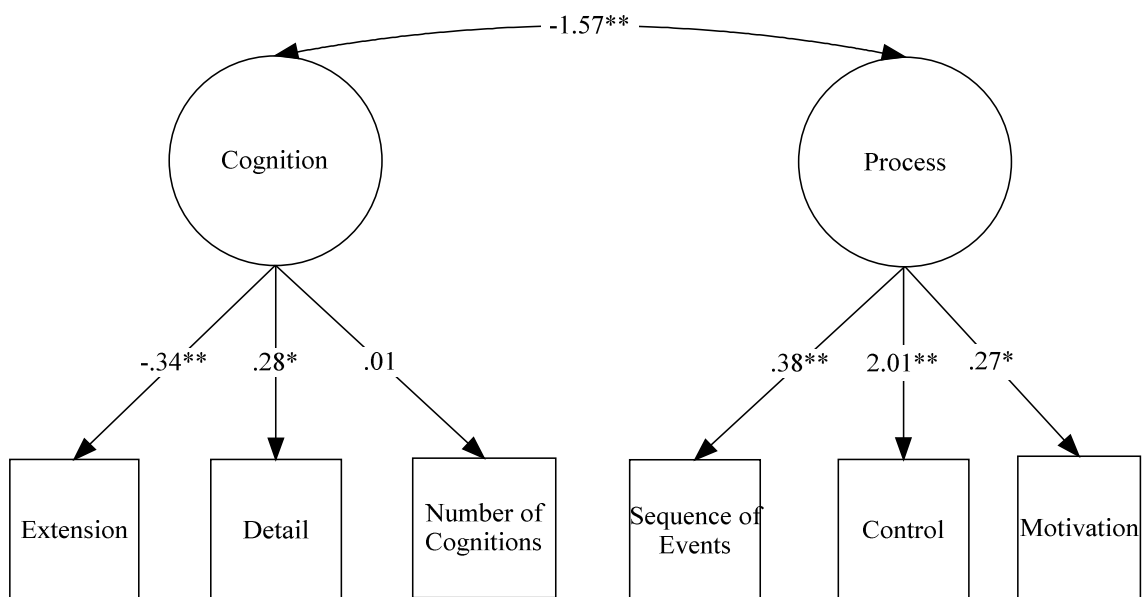 -1.57**
Cognition
Process
-.34**
.28*
.01
.38**
2.01**
.27*
Extension
Detail
Number of
Cognitions
Sequence of
Events
Control
Motivation